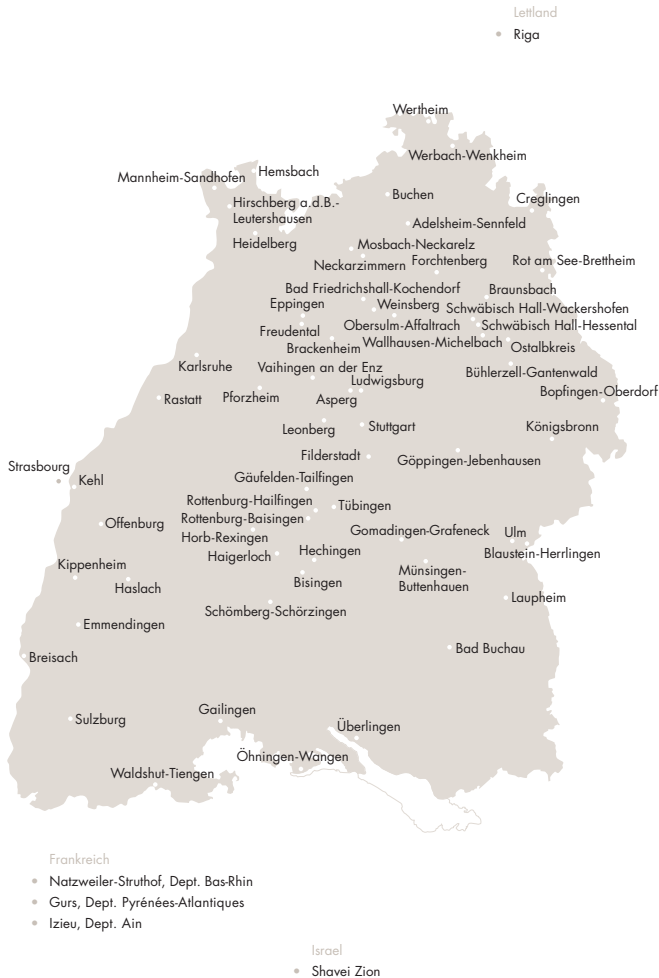 Lettland
Riga
Wertheim
Werbach-Wenkheim
Hemsbach
Mannheim-Sandhofen
Buchen
Creglingen
Hirschberg a.d.B.-
Leutershausen
Adelsheim-Sennfeld
Heidelberg
Mosbach-Neckarelz
Neckarzimmern
Forchtenberg
Rot am See-Brettheim
Bad Friedrichshall-Kochendorf
Braunsbach
Eppingen
Weinsberg
Schwäbisch Hall-Wackershofen
Freudental
Obersulm-Affaltrach
Schwäbisch Hall-Hessental
Brackenheim
Wallhausen-Michelbach
Ostalbkreis
Karlsruhe
Vaihingen an der Enz
Bühlerzell-Gantenwald
Ludwigsburg
Bopfingen-Oberdorf
Rastatt
Pforzheim
Asperg
Leonberg
Stuttgart
Königsbronn
Filderstadt
Göppingen-Jebenhausen
Strasbourg
Kehl
Gäufelden-Tailfingen
Rottenburg-Hailfingen
Tübingen
Rottenburg-Baisingen
Offenburg
Horb-Rexingen
Gomadingen-Grafeneck
Ulm
Haigerloch
Hechingen
Blaustein-Herrlingen
Kippenheim
Haslach
Bisingen
Münsingen-
Buttenhauen
Laupheim
Schömberg-Schörzingen
Emmendingen
Bad Buchau
Breisach
Gailingen
Sulzburg
Überlingen
Öhningen-Wangen
Waldshut-Tiengen
Frankreich
Natzweiler-Struthof, Dept. Bas-Rhin
Gurs, Dept. Pyrénées-Atlantiques
Izieu, Dept. Ain
Israel
Shavei Zion